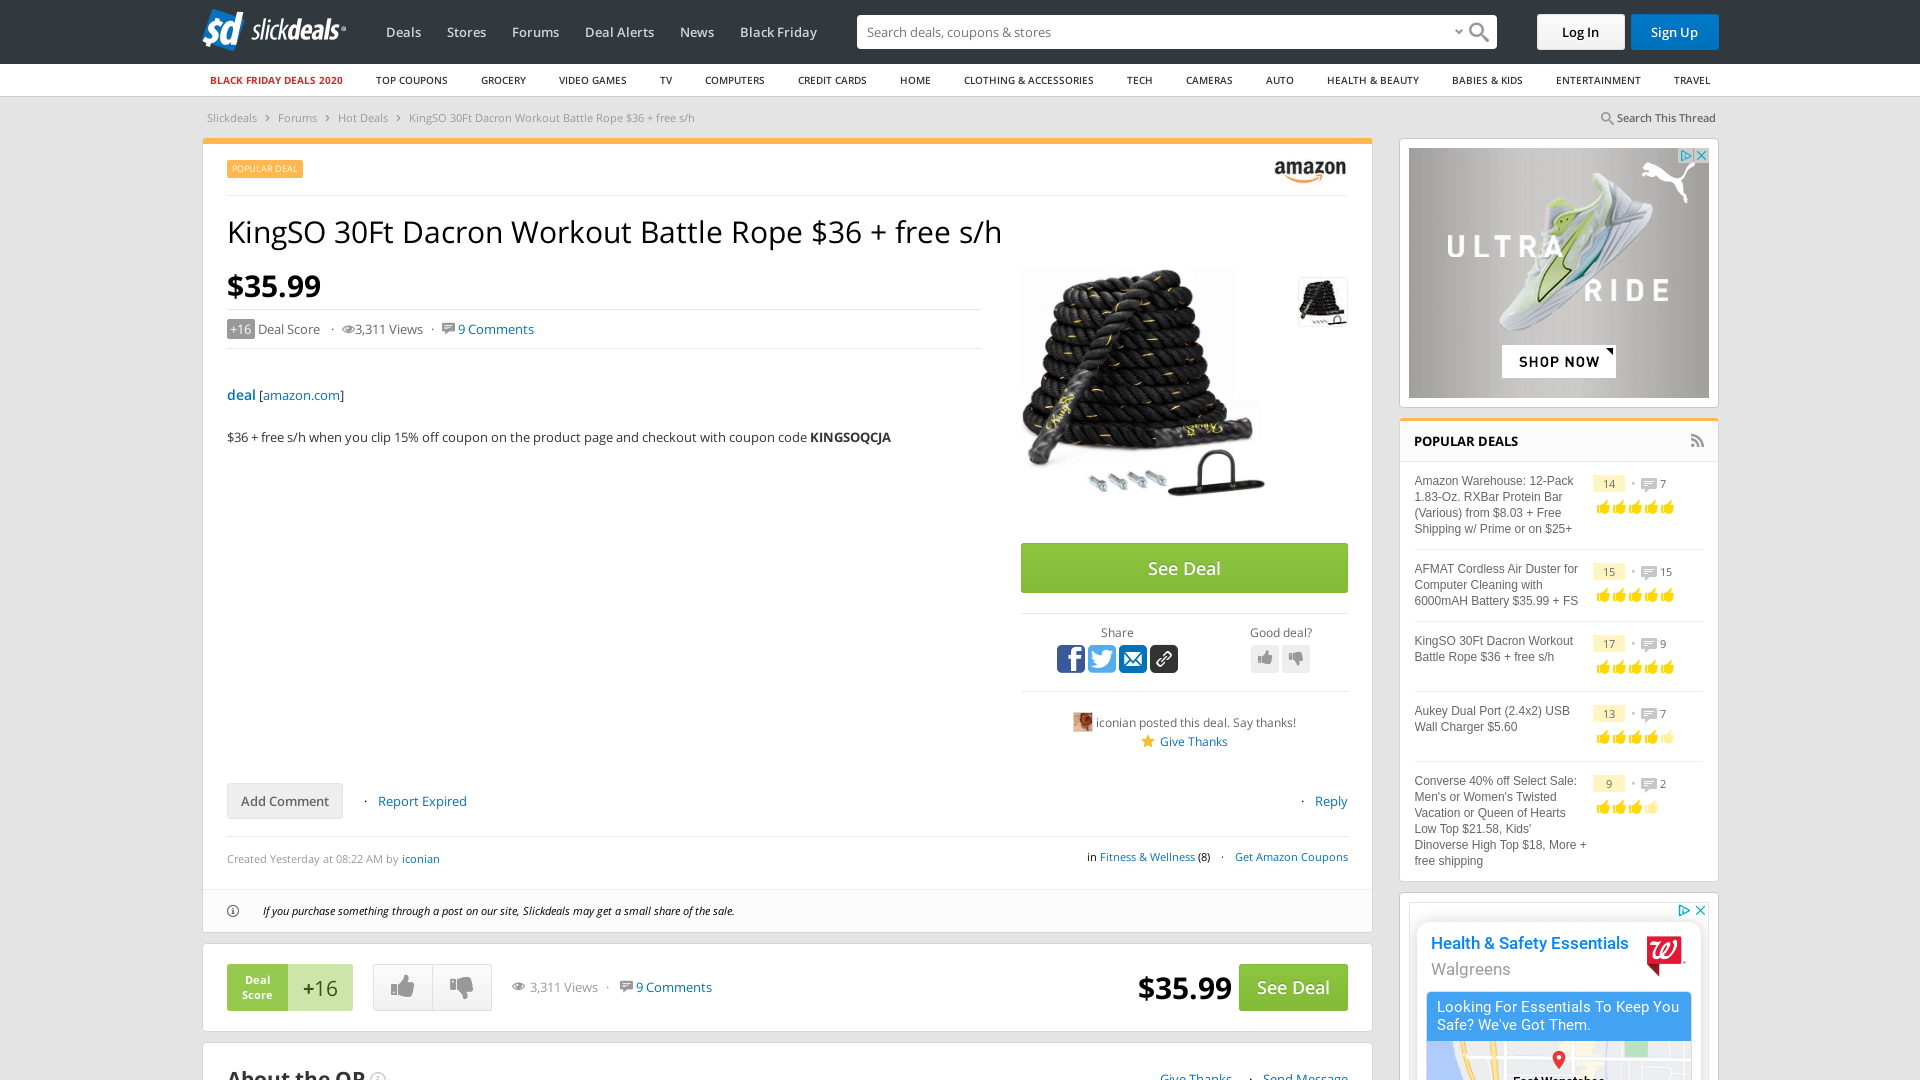 sd slickdeals
Deals Stores Forums Deal Alerts News Black Friday
Search deals, coupons & stores
Log In Sign Up
BLACK FRIDAY DEALS 2020 TOP COUPONS GROCERY VIDEO GAMES TV COMPUTERS CREDIT CARDS HOME CLOTHING & ACCESSORIES TECH CAMERAS AUTO HEALTH & BEAUTY BABIES & KIDS ENTERTAINMENT TRAVEL
Slickdeals › Forums › Hot Deals › KingSO 30Ft Dacron Workout Battle Rope $36 + free s/h
Search This Thread
POPULAR DEAL
amazon
KingSO 30Ft Dacron Workout Battle Rope $36 + free s/h
$35.99
+16 Deal Score · 3,311 Views · 9 Comments
deal [amazon.com]
$36 + free s/h when you clip 15% off coupon on the product page and checkout with coupon code KINGSOQCJA
KingSO
KingSO
See Deal
Share
Good deal?
iconian posted this deal. Say thanks!
Give Thanks
Add Comment · Report Expired
· Reply
Created Yesterday at 08:22 AM by iconian
in Fitness & Wellness (8) · Get Amazon Coupons
If you purchase something through a post on our site, Slickdeals may get a small share of the sale.
Deal
Score
+16
3,311 Views · 9 Comments
$35.99
See Deal
About the OP
Give Thanks · Send Message
ULTRA
RIDE
SHOP NOW
POPULAR DEALS
Amazon Warehouse: 12-Pack
1.83-Oz. RXBar Protein Bar
(Various) from $8.03 + Free
Shipping w/ Prime or on $25+
14 · 7
AFMAT Cordless Air Duster for
Computer Cleaning with
6000mAH Battery $35.99 + FS
15 · 15
KingSO 30Ft Dacron Workout
Battle Rope $36 + free s/h
17 · 9
Aukey Dual Port (2.4x2) USB
Wall Charger $5.60
13 · 7
Converse 40% off Select Sale:
Men's or Women's Twisted
Vacation or Queen of Hearts
Low Top $21.58, Kids'
Dinoverse High Top $18, More +
free shipping
9 · 2
Health & Safety Essentials
Walgreens
W
Looking For Essentials To Keep You
Safe? We've Got Them.
East Wenatchee